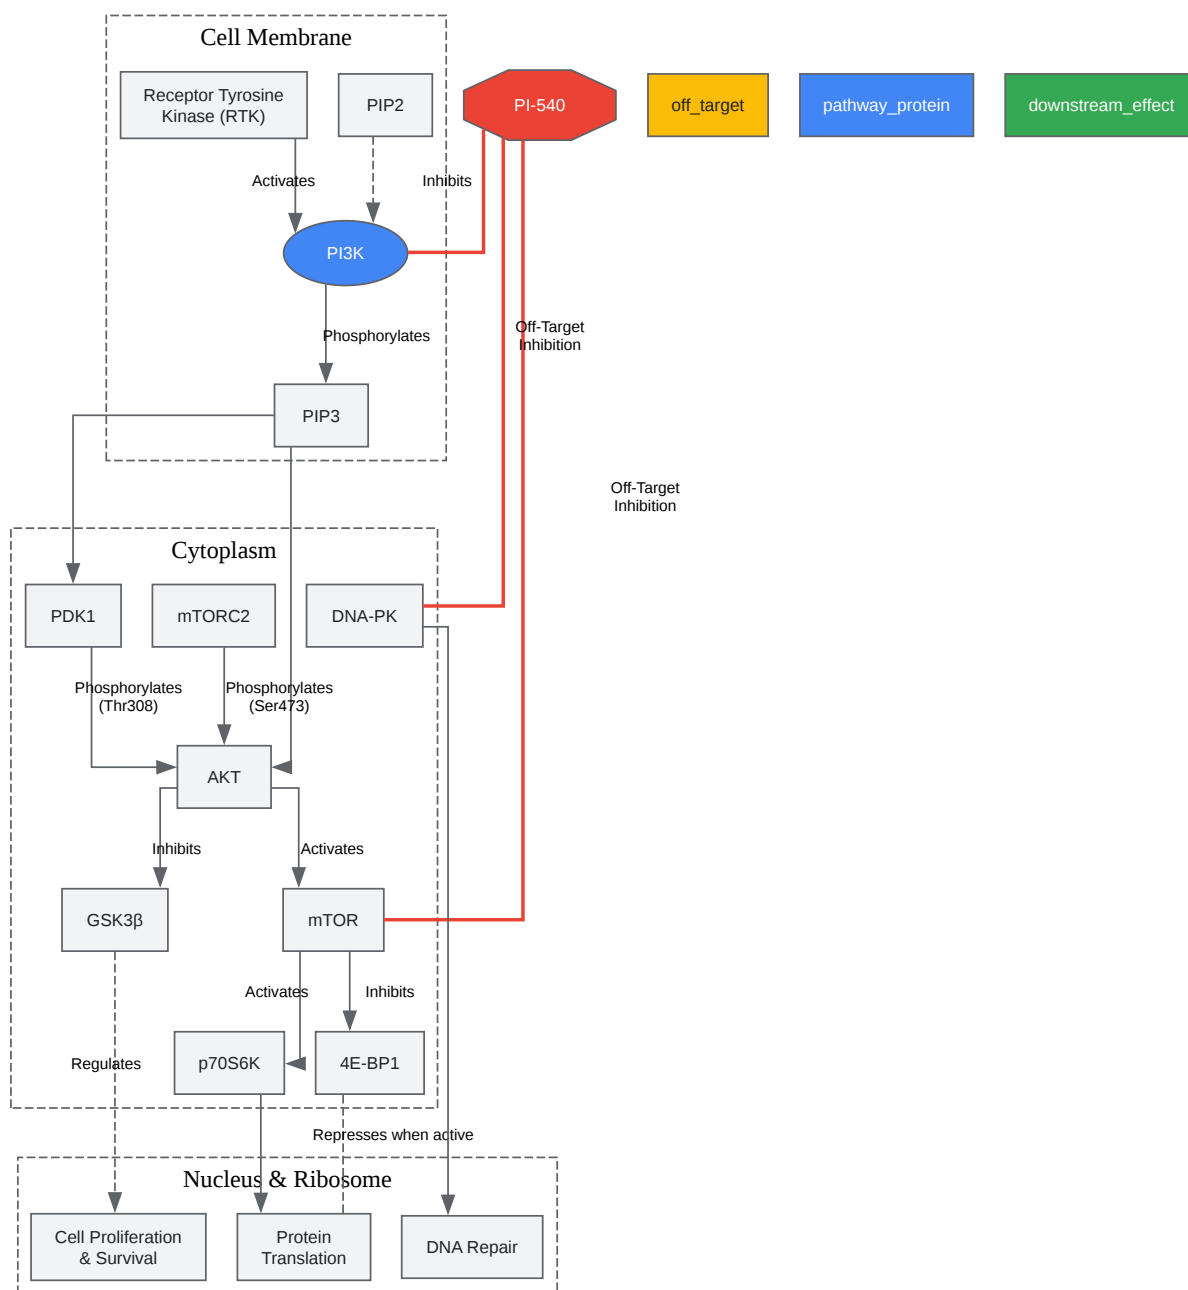 Cell Membrane
Receptor Tyrosine
Kinase (RTK)
PIP2
PI-540
off_target
pathway_protein
downstream_effect
Activates
Inhibits
PI3K
Off-Target
Inhibition
Phosphorylates
PIP3
Off-Target
Inhibition
Cytoplasm
PDK1
mTORC2
DNA-PK
Phosphorylates
(Thr308)
Phosphorylates
(Ser473)
AKT
Inhibits
Activates
GSK3β
mTOR
Activates
Inhibits
Regulates
p70S6K
4E-BP1
Represses when active
Nucleus & Ribosome
Cell Proliferation
& Survival
Protein
Translation
DNA Repair